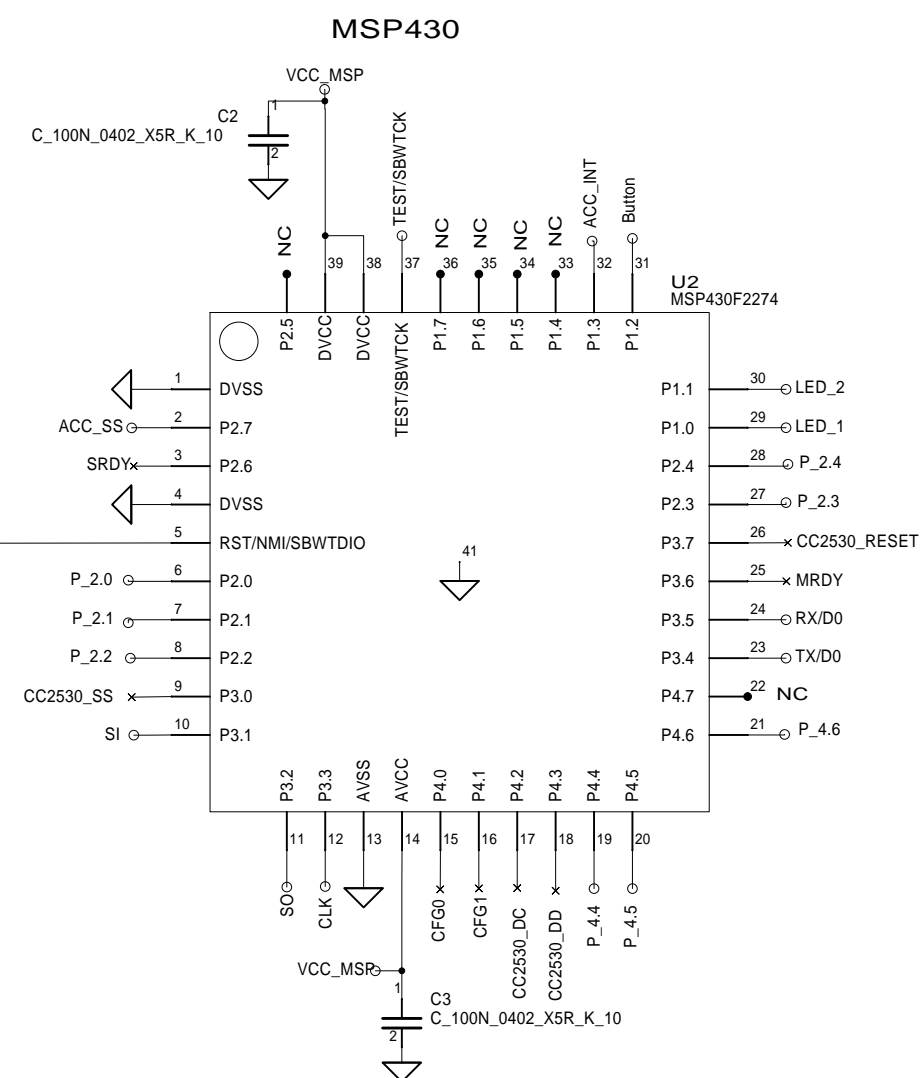 MSP430
VCC_MSP
1
C2
C_100N_0402_X5R_K_10
2
NC
TEST/SBWTCK
NC
NC
NC
NC
ACC_INT
Button
39
38
37
36
35
34
33
32
31
U2
MSP430F2274
P2.5
DVCC
DVCC
TEST/SBWTCK
P1.7
P1.6
P1.5
P1.4
P1.3
P1.2
1 DVSS
ACC_SS 2 P2.7
SRDY 3 P2.6
4 DVSS
5 RST/NMI/SBWTDIO
P_2.0 6 P2.0
P_2.1 7 P2.1
P_2.2 8 P2.2
CC2530_SS 9 P3.0
SI 10 P3.1
41
P1.1 30 LED_2
P1.0 29 LED_1
P2.4 28 P_2.4
P2.3 27 P_2.3
P3.7 26 CC2530_RESET
P3.6 25 MRDY
P3.5 24 RX/D0
P3.4 23 TX/D0
P4.7 22 NC
P4.6 21 P_4.6
P3.2
P3.3
AVSS
AVCC
P4.0
P4.1
P4.2
P4.3
P4.4
P4.5
11
12
13
14
15
16
17
18
19
20
SO
CLK
CFG0
CFG1
CC2530_DC
CC2530_DD
P_4.4
P_4.5
VCC_MSP
1
C3
C_100N_0402_X5R_K_10
2